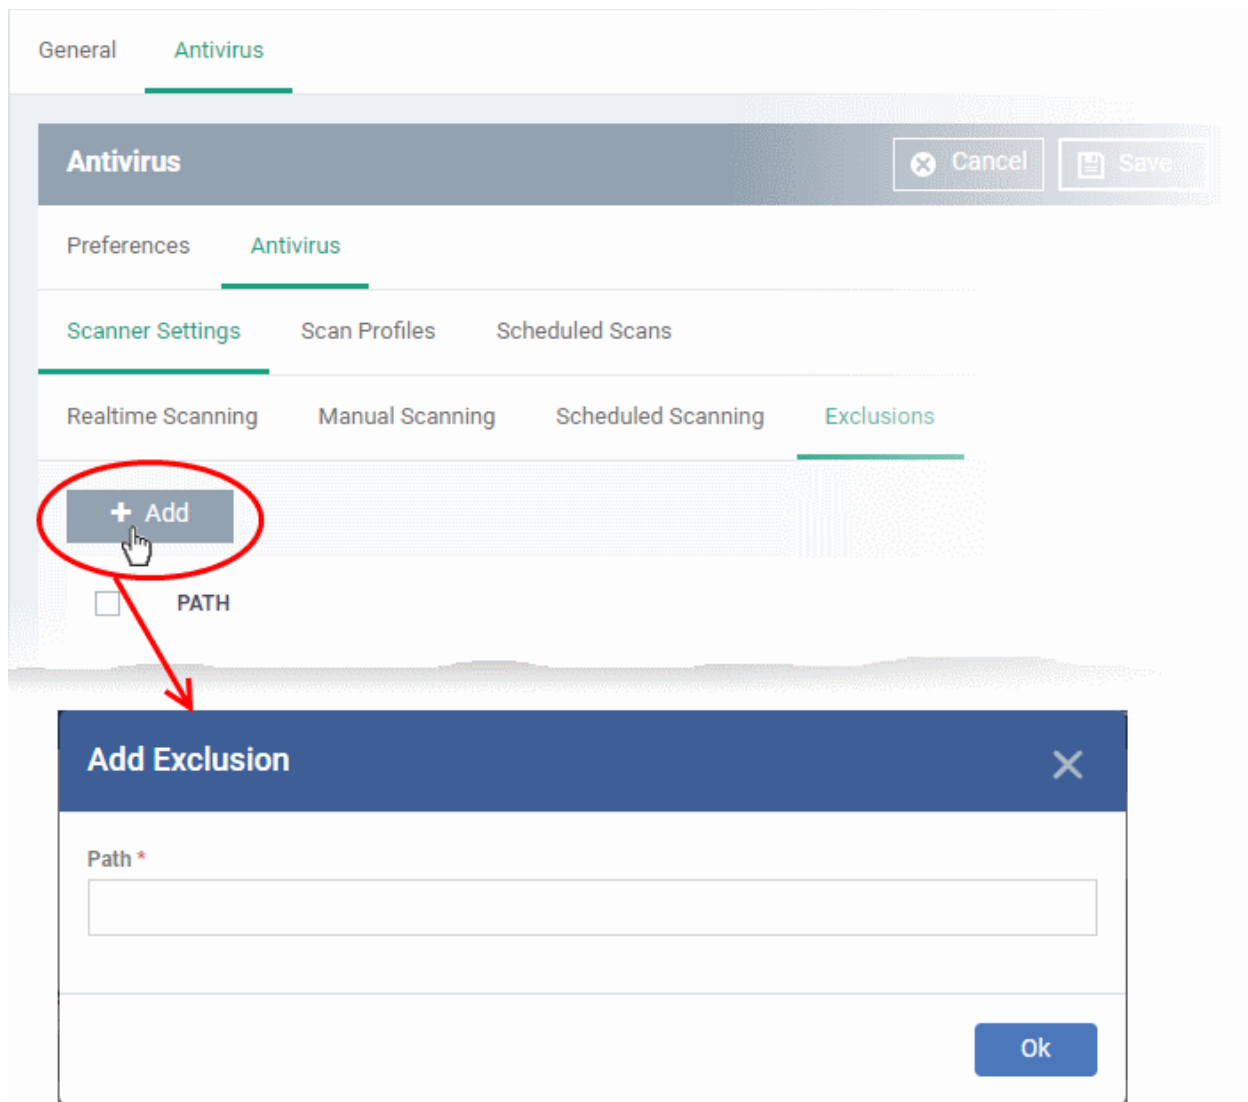 General Antivirus
Antivirus Cancel Save
Preferences Antivirus
Scanner Settings Scan Profiles Scheduled Scans
Realtime Scanning Manual Scanning Scheduled Scanning Exclusions
+ Add
PATH
Add Exclusion
Path *
Ok